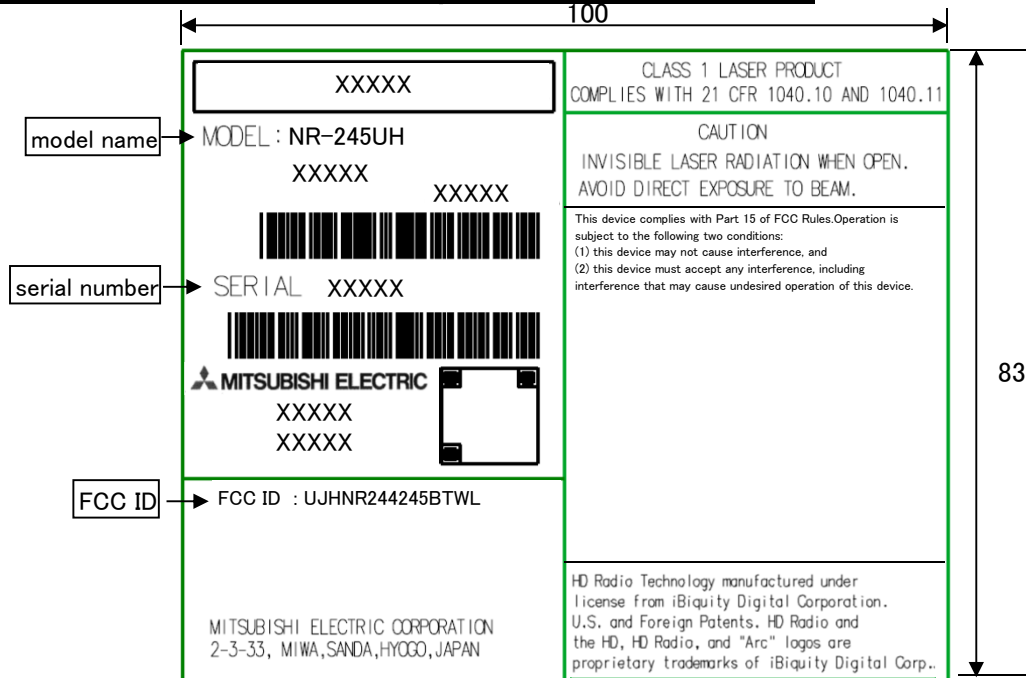 100
XXXXX
model name
MODEL : NR-245UH
XXXXX
XXXXX
serial number
SERIAL XXXXX
MITSUBISHI ELECTRIC
XXXXX
XXXXX
FCC ID
FCC ID : UJHNR244245BTWL
MITSUBISHI ELECTRIC CORPORATION
2-3-33, MIWA,SANDA,HYOGO,JAPAN
CLASS 1 LASER PRODUCT
COMPLIES WITH 21 CFR 1040.10 AND 1040.11
CAUTION
INVISIBLE LASER RADIATION WHEN OPEN.
AVOID DIRECT EXPOSURE TO BEAM.
This device complies with Part 15 of FCC Rules.Operation is
subject to the following two conditions:
(1) this device may not cause interference, and
(2) this device must accept any interference, including
interference that may cause undesired operation of this device.
83
HD Radio Technology manufactured under
license from iBiquity Digital Corporation.
U.S. and Foreign Patents. HD Radio and
the HD, HD Radio, and "Arc" logos are
proprietary trademarks of iBiquity Digital Corp..